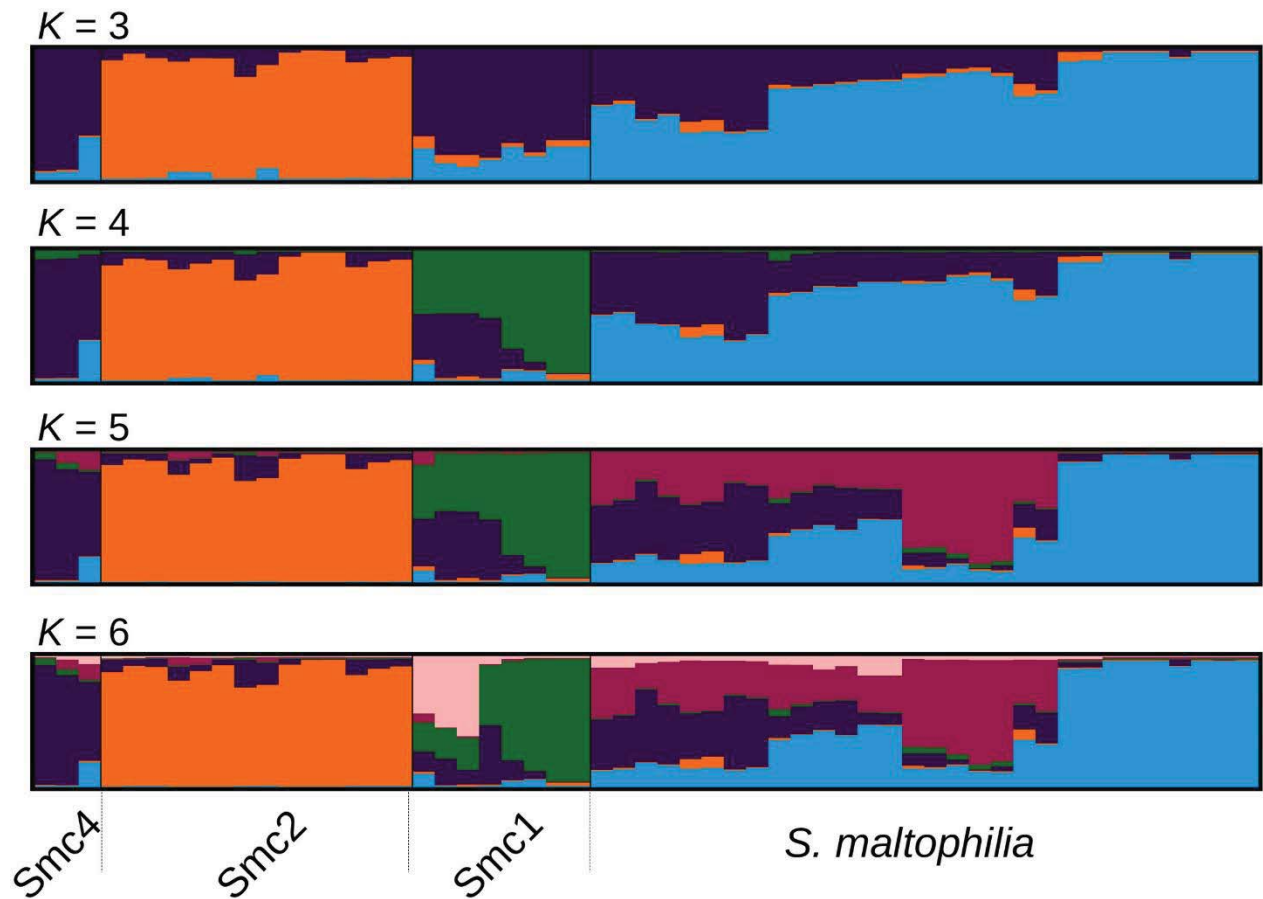 K = 3
K = 4
K = 5
K = 6
Smc4
Smc2
Smc1
S. maltophilia